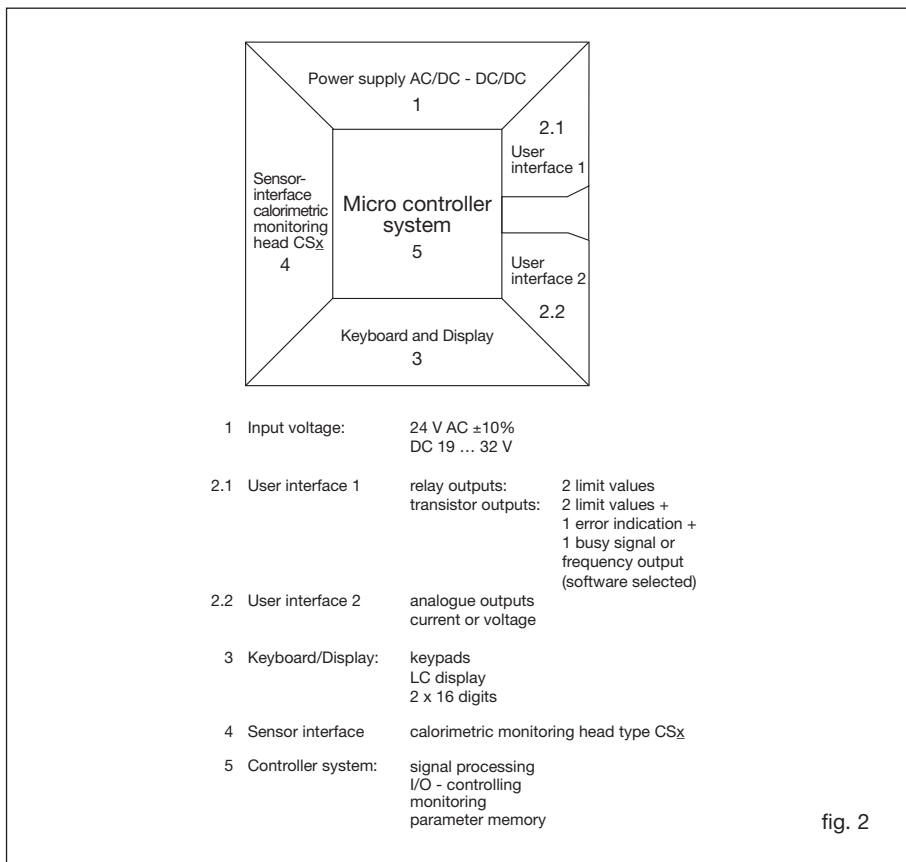 Power supply AC/DC - DC/DC
1
2.1
User
interface 1
Sensor-
interface
calorimetric
monitoring
head CSx
4
Micro controller
system
5
User
interface 2
2.2
Keyboard and Display
3
1 Input voltage: 24 V AC ±10%
DC 19 … 32 V
2.1 User interface 1 relay outputs: 2 limit values
transistor outputs: 2 limit values +
1 error indication +
1 busy signal or
frequency output
(software selected)
2.2 User interface 2 analogue outputs
current or voltage
3 Keyboard/Display: keypads
LC display
2 x 16 digits
4 Sensor interface calorimetric monitoring head type CSx
5 Controller system: signal processing
I/O - controlling
monitoring
parameter memory
fig. 2